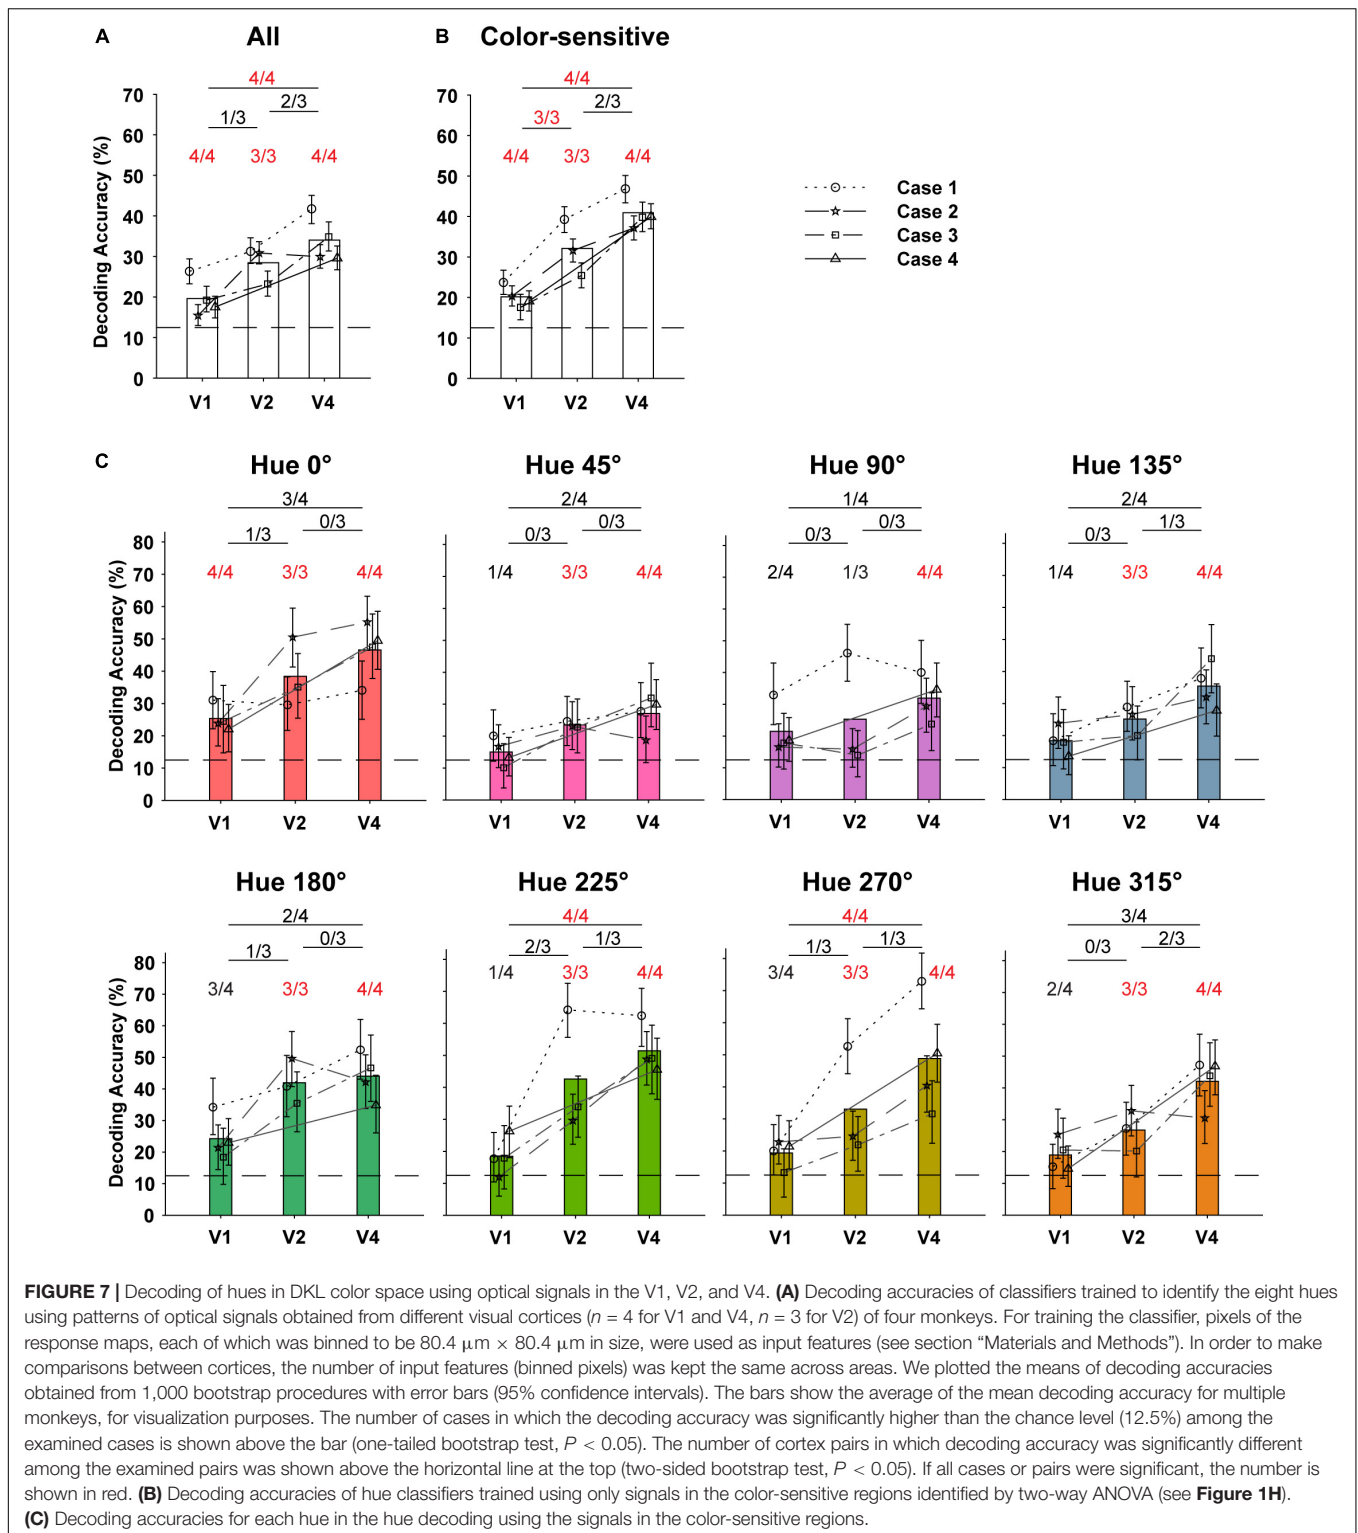 A All
B Color-sensitive
4/4
2/3
1/3
4/4 3/3 4/4
Decoding Accuracy (%)
70
60
50
40
30
20
10
0
V1 V2 V4
4/4
2/3
3/3
4/4 3/3 4/4
70
60
50
40
30
20
10
0
V1 V2 V4
Case 1
Case 2
Case 3
Case 4
C
Hue 0°
3/4
0/3
1/3
4/4 3/3 4/4
Decoding Accuracy (%)
80
70
60
50
40
30
20
10
0
V1 V2 V4
Hue 45°
2/4
0/3
0/3
1/4 3/3 4/4
V1 V2 V4
Hue 90°
1/4
0/3
0/3
2/4 1/3 4/4
V1 V2 V4
Hue 135°
2/4
1/3
0/3
1/4 3/3 4/4
V1 V2 V4
Hue 180°
2/4
0/3
1/3
3/4 3/3 4/4
Decoding Accuracy (%)
80
70
60
50
40
30
20
10
0
V1 V2 V4
Hue 225°
4/4
1/3
2/3
1/4 3/3 4/4
V1 V2 V4
Hue 270°
4/4
1/3
1/3
3/4 3/3 4/4
V1 V2 V4
Hue 315°
3/4
2/3
0/3
2/4 3/3 4/4
V1 V2 V4
FIGURE 7 | Decoding of hues in DKL color space using optical signals in the V1, V2, and V4. (A) Decoding accuracies of classifiers trained to identify the eight hues
using patterns of optical signals obtained from different visual cortices (n = 4 for V1 and V4, n = 3 for V2) of four monkeys. For training the classifier, pixels of the
response maps, each of which was binned to be 80.4 μm × 80.4 μm in size, were used as input features (see section “Materials and Methods”). In order to make
comparisons between cortices, the number of input features (binned pixels) was kept the same across areas. We plotted the means of decoding accuracies
obtained from 1,000 bootstrap procedures with error bars (95% confidence intervals). The bars show the average of the mean decoding accuracy for multiple
monkeys, for visualization purposes. The number of cases in which the decoding accuracy was significantly higher than the chance level (12.5%) among the
examined cases is shown above the bar (one-tailed bootstrap test, P < 0.05). The number of cortex pairs in which decoding accuracy was significantly different
among the examined pairs was shown above the horizontal line at the top (two-sided bootstrap test, P < 0.05). If all cases or pairs were significant, the number is
shown in red. (B) Decoding accuracies of hue classifiers trained using only signals in the color-sensitive regions identified by two-way ANOVA (see Figure 1H).
(C) Decoding accuracies for each hue in the hue decoding using the signals in the color-sensitive regions.